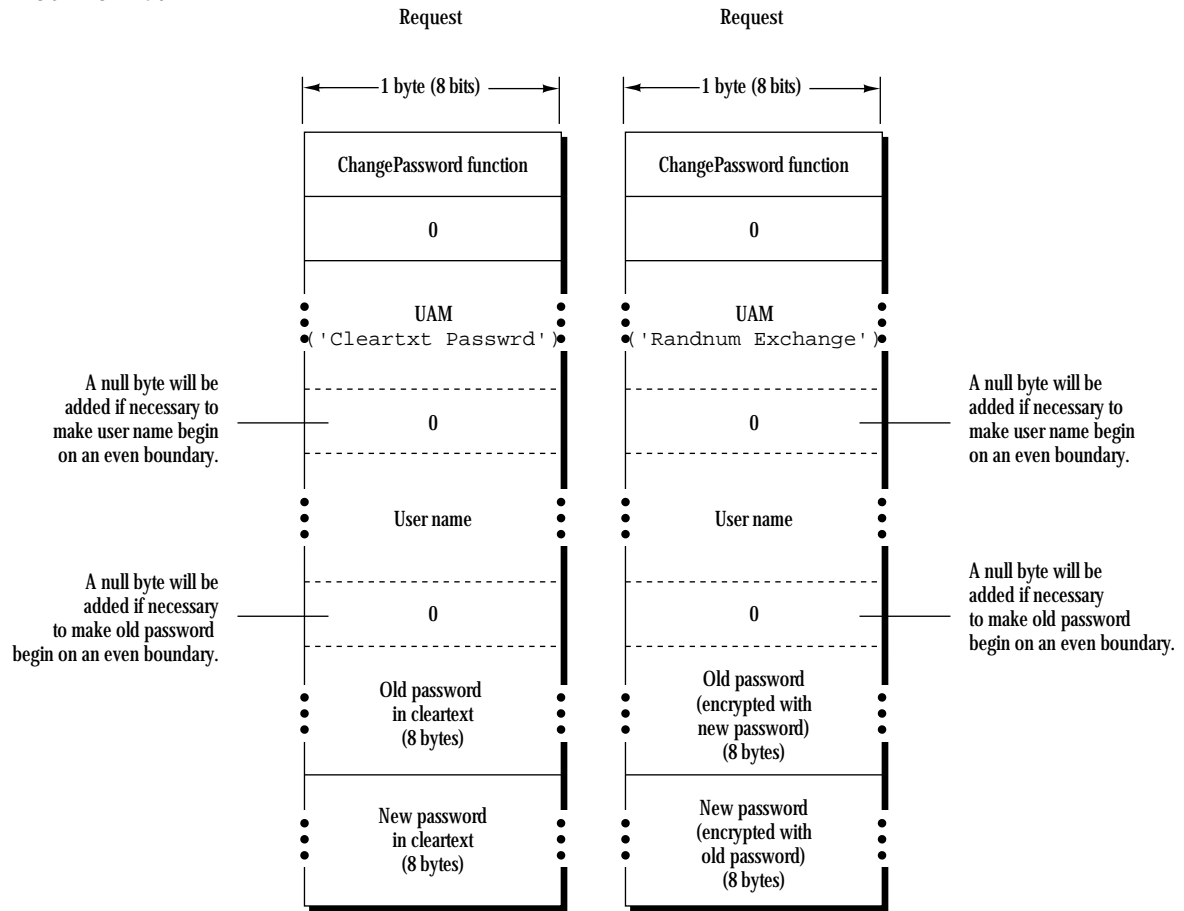 Request
Request
1 byte (8 bits)
1 byte (8 bits)
ChangePassword function
ChangePassword function
0
0
UAM
('Cleartxt Passwrd')
UAM
('Randnum Exchange')
A null byte will be
added if necessary to
make user name begin
on an even boundary.
0
0
A null byte will be
added if necessary to
make user name begin
on an even boundary.
User name
User name
A null byte will be
added if necessary
to make old password
begin on an even boundary.
0
0
A null byte will be
added if necessary
to make old password
begin on an even boundary.
Old password
in cleartext
(8 bytes)
Old password
(encrypted with
new password)
(8 bytes)
New password
in cleartext
(8 bytes)
New password
(encrypted with
old password)
(8 bytes)